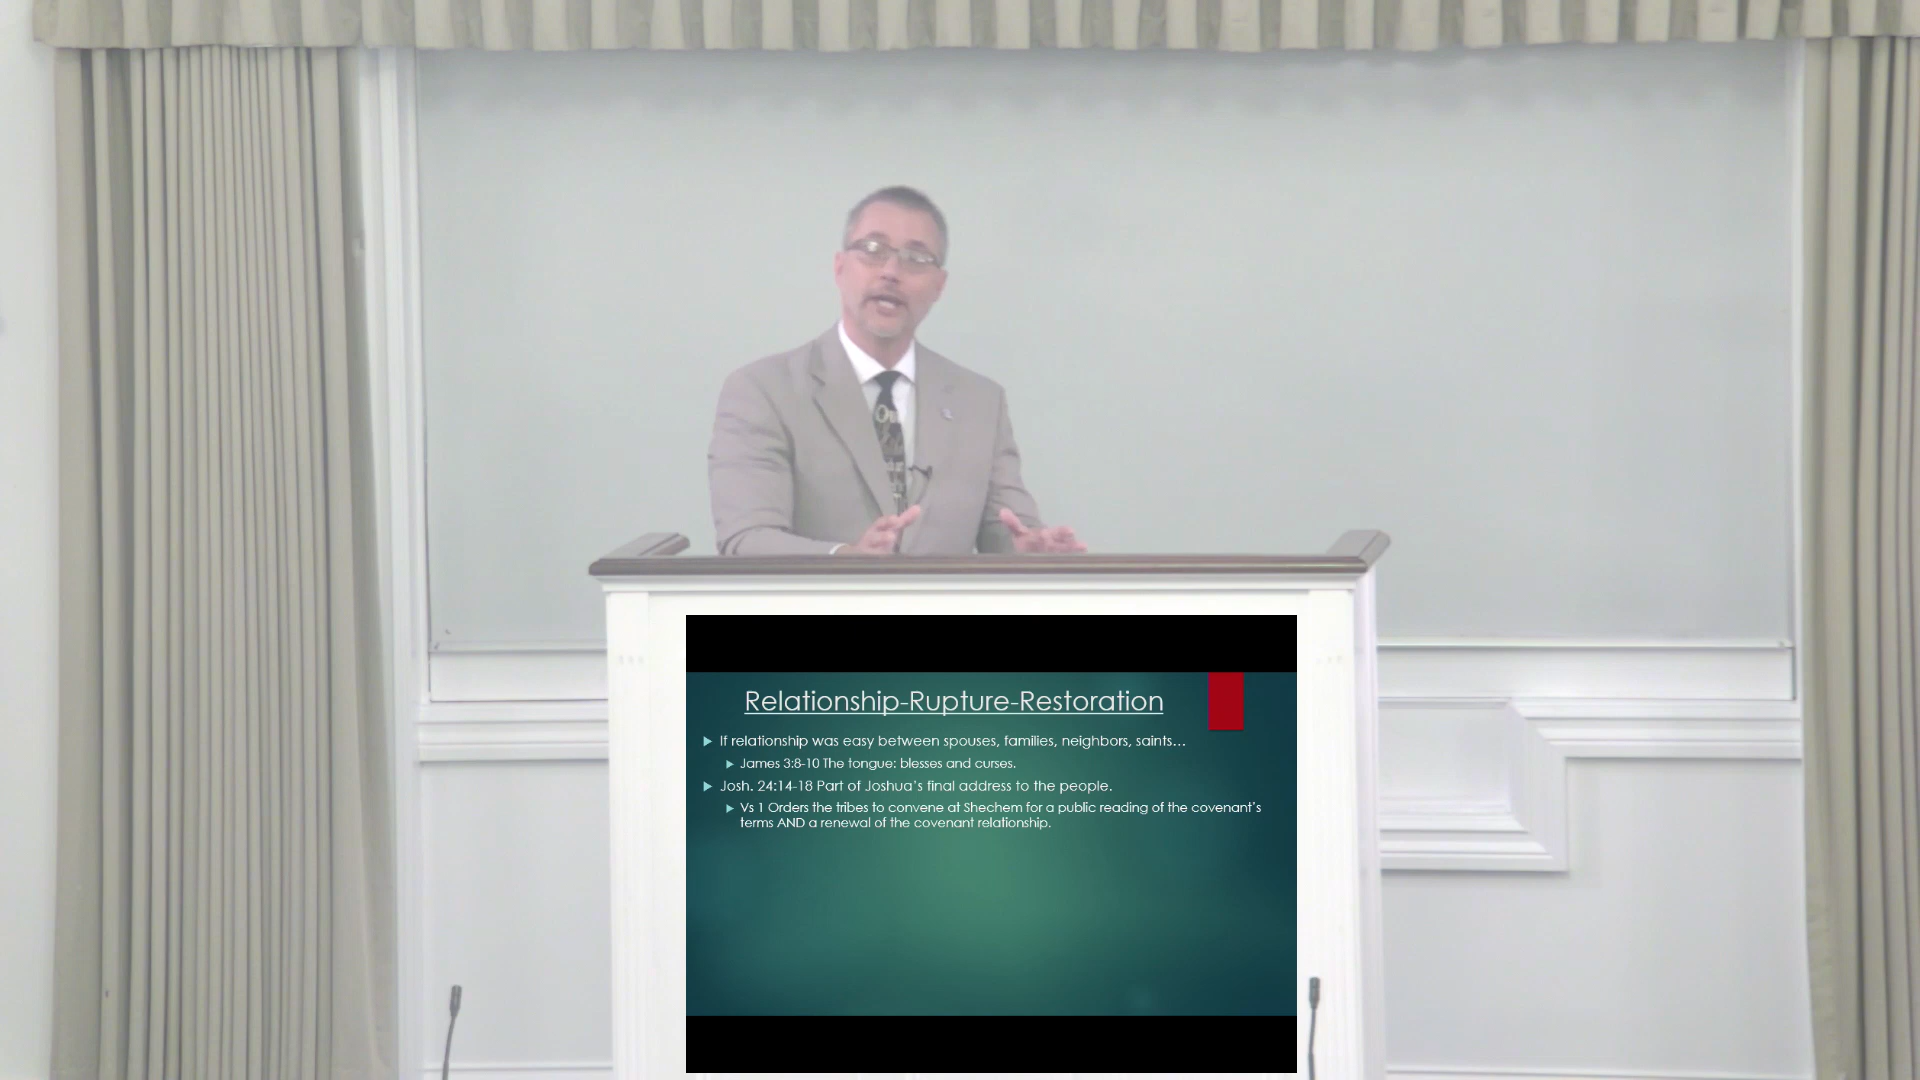 Relationship-Rupture-Restoration
If relationship was easy between spouses, families, neighbors, saints...
James 3:8-10 The tongue: blesses and curses.
Josh. 24:14-18 Part of Joshua's final address to the people.
Vs 1 Orders the tribes to convene at Shechem for a public reading of the covenant's
terms AND a renewal of the covenant relationship.